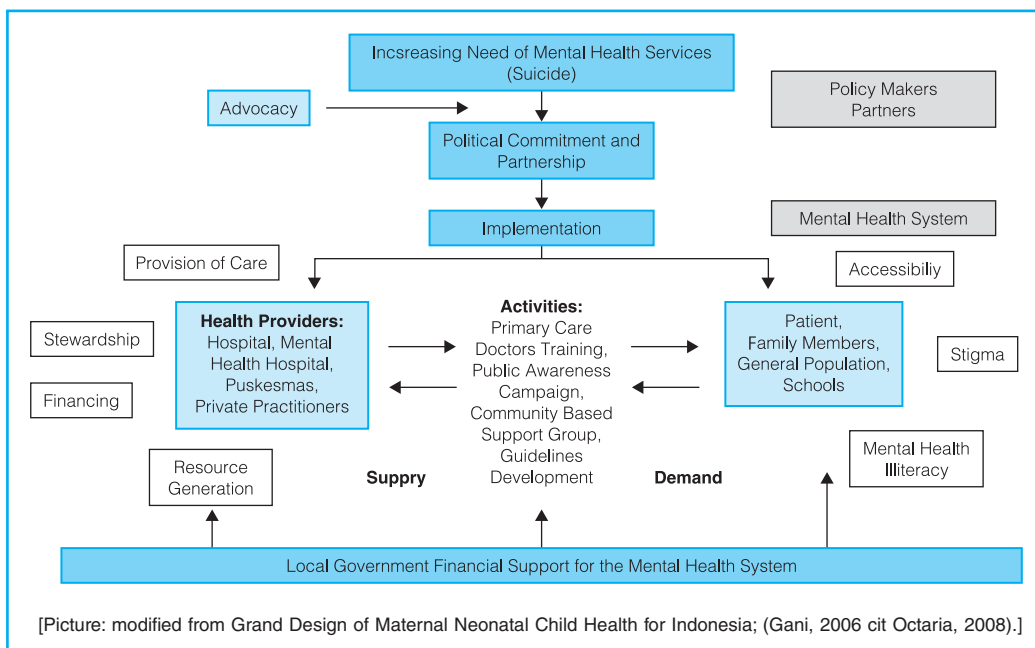 Incsreasing Need of Mental Health Services
(Suicide)
Policy Makers
Partners
Advocacy
Political Commitment and
Partnership
Implementation
Mental Health System
Provision of Care
Accessibiliy
Stewardship
Financing
Health Providers:
Hospital, Mental
Health Hospital,
Puskesmas,
Private Practitioners
Activities:
Primary Care
Doctors Training,
Public Awareness
Campaign,
Community Based
Support Group,
Guidelines
Development
Patient,
Family Members,
General Population,
Schools
Stigma
Resource
Generation
Suppry
Demand
Mental Health
Illiteracy
Local Government Financial Support for the Mental Health System
[Picture: modified from Grand Design of Maternal Neonatal Child Health for Indonesia; (Gani, 2006 cit Octaria, 2008).]